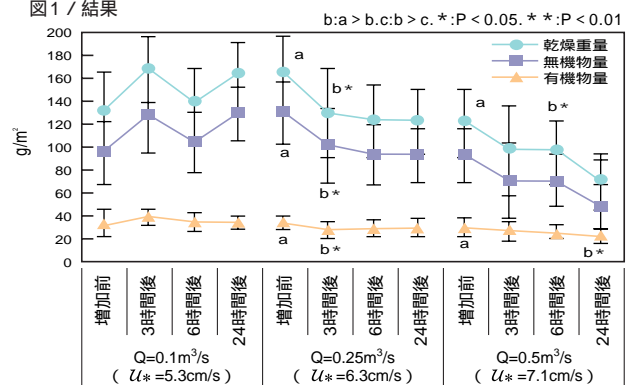 図1 / 結果
b:a > b.c:b > c. *:P < 0.05. * *:P < 0.01
g/m²
200
180
160
140
120
100
80
60
40
20
0
乾燥重量
無機物量
有機物量
a
b*
a
b*
a
b*
a
b*
a
b*
増加前
3時間後
6時間後
24時間後
増加前
3時間後
6時間後
24時間後
増加前
3時間後
6時間後
24時間後
Q=0.1m³/s
( U* =5.3cm/s )
Q=0.25m³/s
( U* =6.3cm/s )
Q=0.5m³/s
( U* =7.1cm/s )